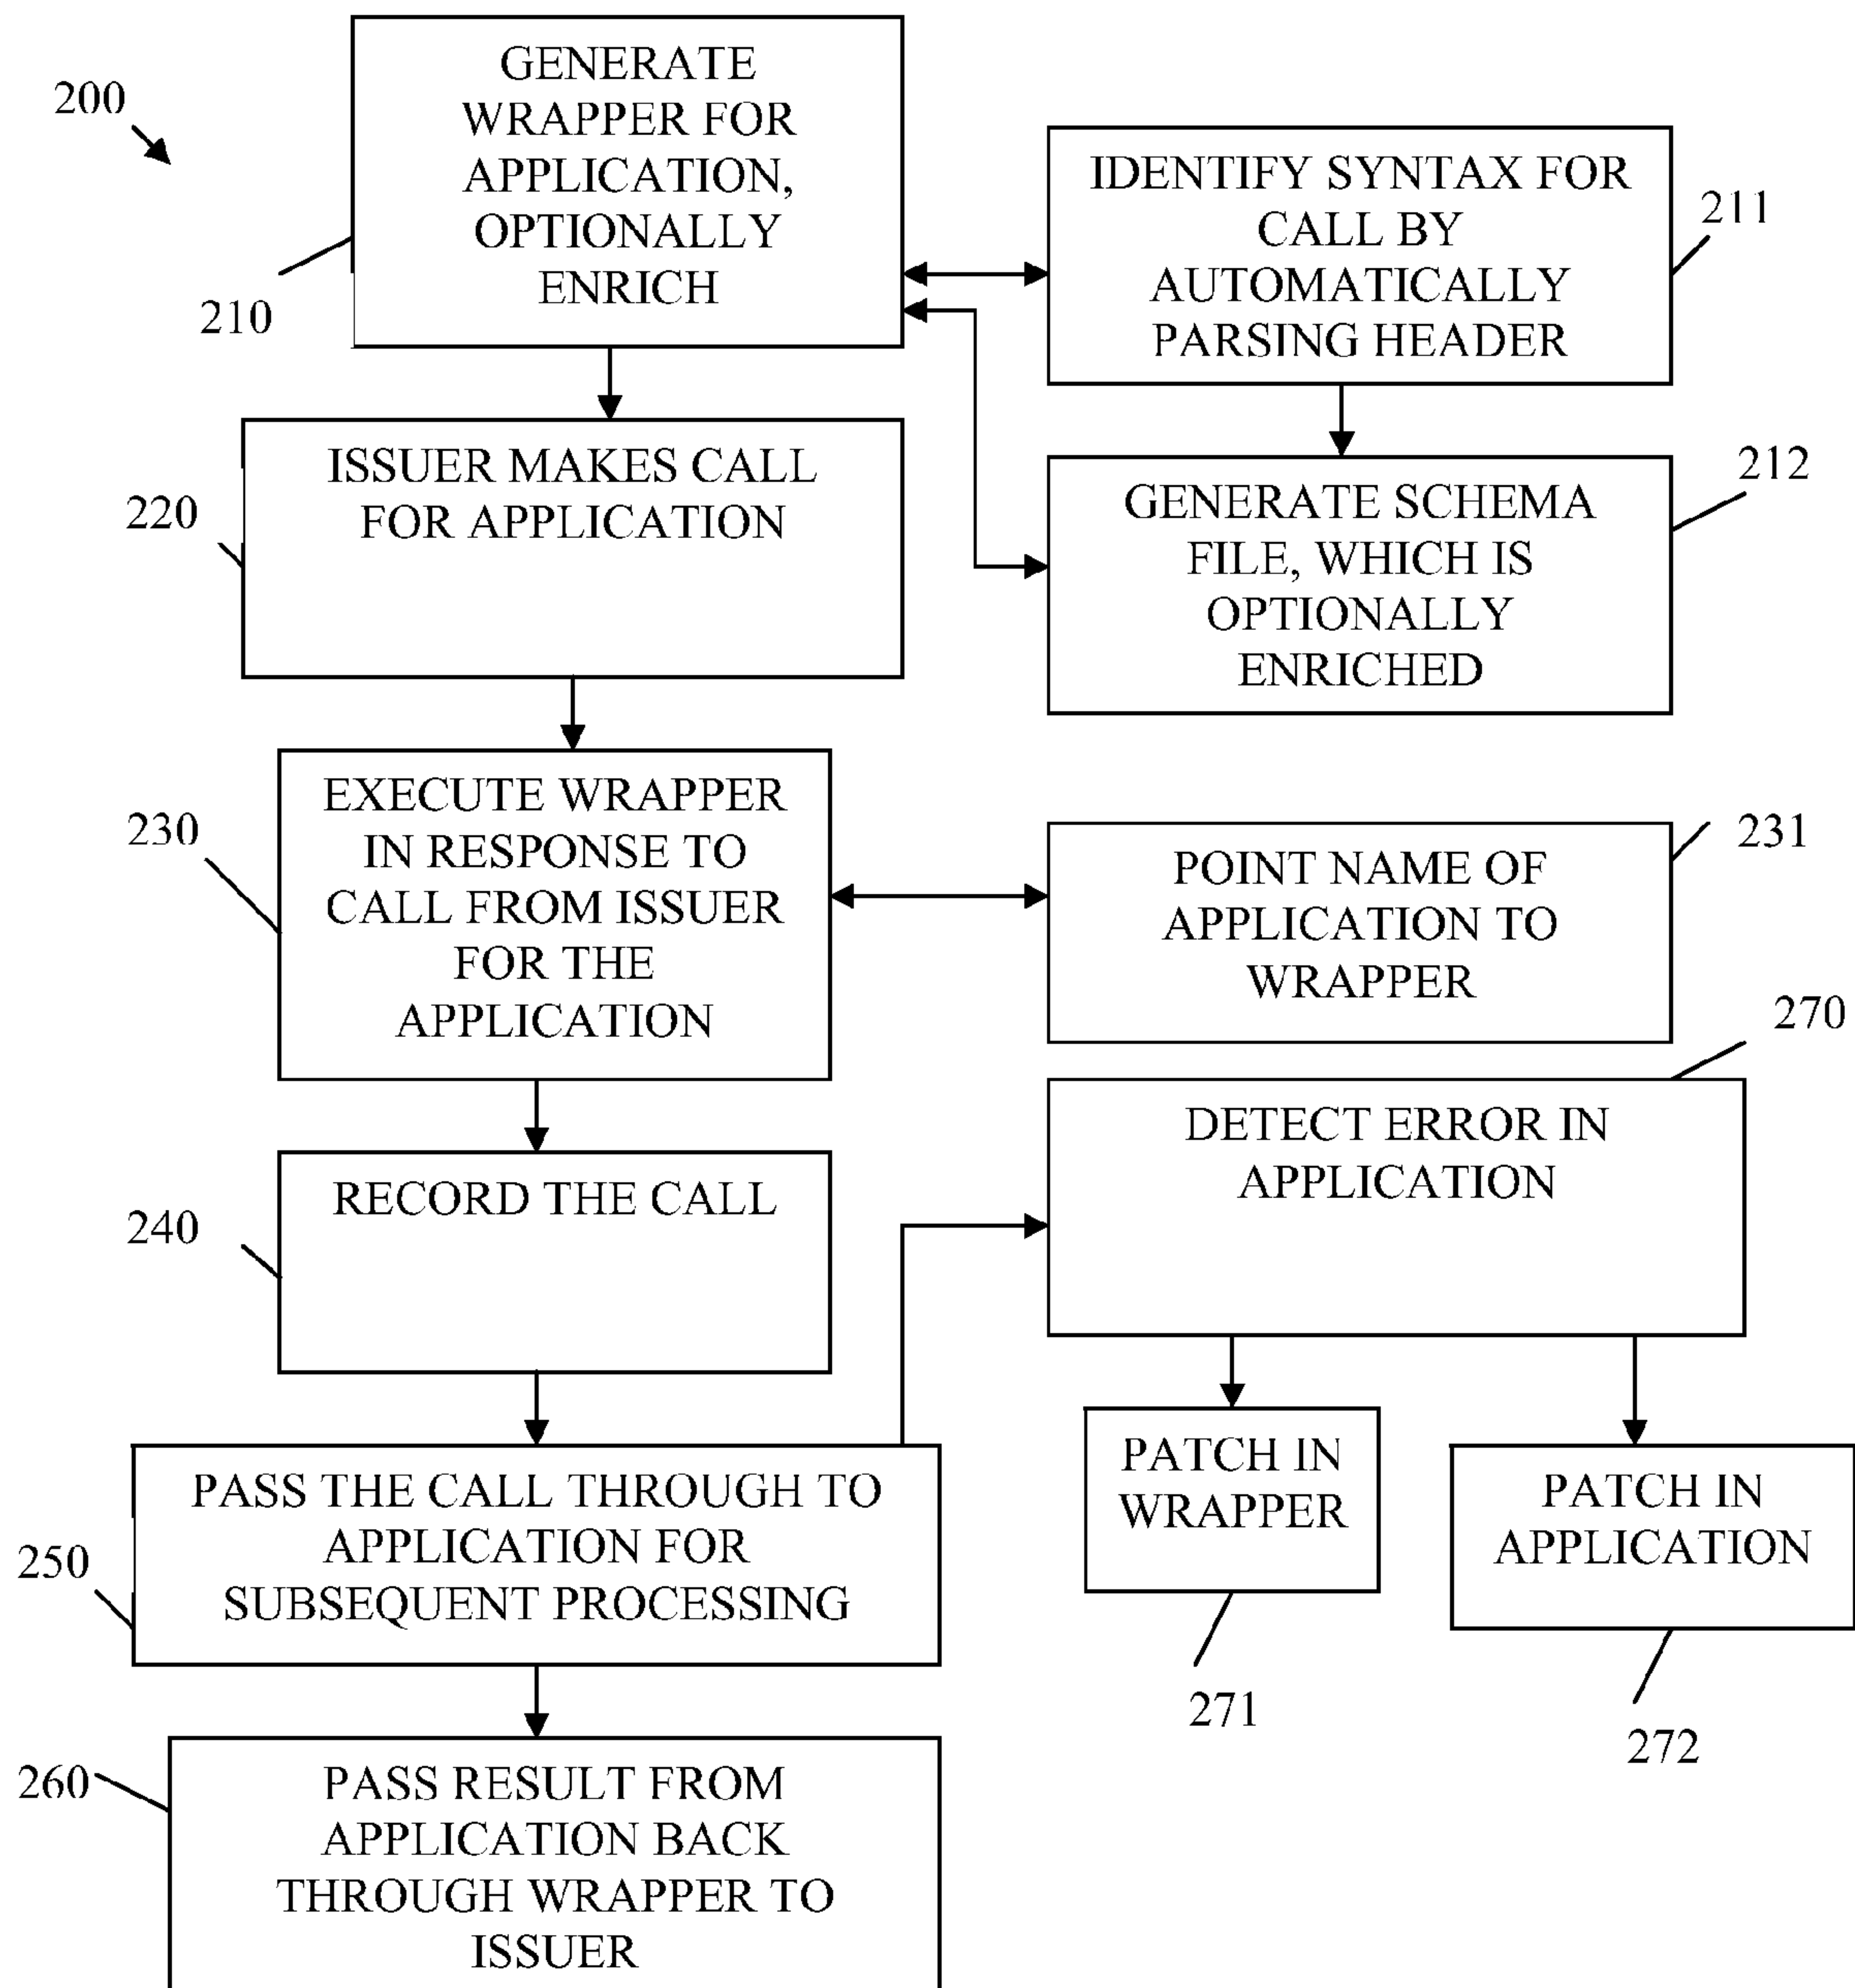 200
GENERATE
WRAPPER FOR
APPLICATION,
OPTIONALLY
ENRICH
210
IDENTIFY SYNTAX FOR
CALL BY
AUTOMATICALLY
PARSING HEADER
211
ISSUER MAKES CALL
FOR APPLICATION
220
GENERATE SCHEMA
FILE, WHICH IS
OPTIONALLY
ENRICHED
212
EXECUTE WRAPPER
IN RESPONSE TO
CALL FROM ISSUER
FOR THE
APPLICATION
230
POINT NAME OF
APPLICATION TO
WRAPPER
231
RECORD THE CALL
240
DETECT ERROR IN
APPLICATION
270
PASS THE CALL THROUGH TO
APPLICATION FOR
SUBSEQUENT PROCESSING
250
PATCH IN
WRAPPER
271
PATCH IN
APPLICATION
272
PASS RESULT FROM
APPLICATION BACK
THROUGH WRAPPER TO
ISSUER
260